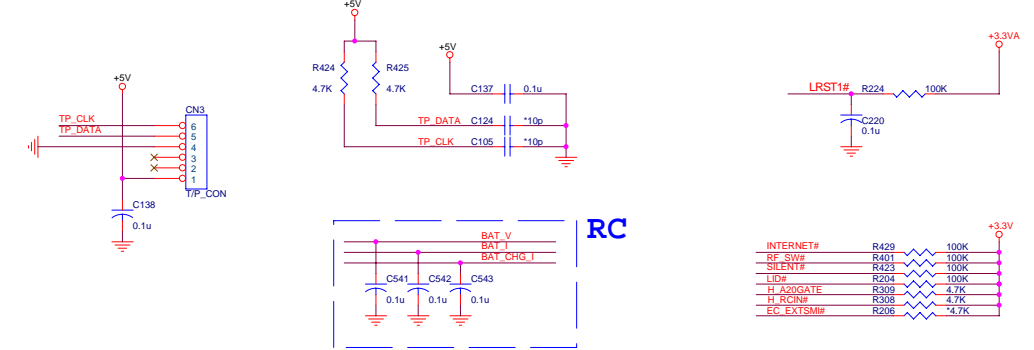 +5V
TP_CLK
TP_DATA
CN3
6
5
4
3
2
1
T/P_CON
C138
0.1u
+5V
R424
R425
4.7K
4.7K
+5V
C137 0.1u
TP_DATA C124 *10p
TP_CLK C105 *10p
+3.3VA
LRST1# R224 100K
C220
0.1u
RC
BAT_V
BAT_I
BAT_CHG_I
C541 C542 C543
0.1u 0.1u 0.1u
+3.3V
INTERNET# R429 100K
RF_SW# R401 100K
SILENT# R423 100K
LID# R204 100K
H_A20GATE R309 4.7K
H_RCIN# R308 4.7K
EC_EXTSMI# R206 *4.7K